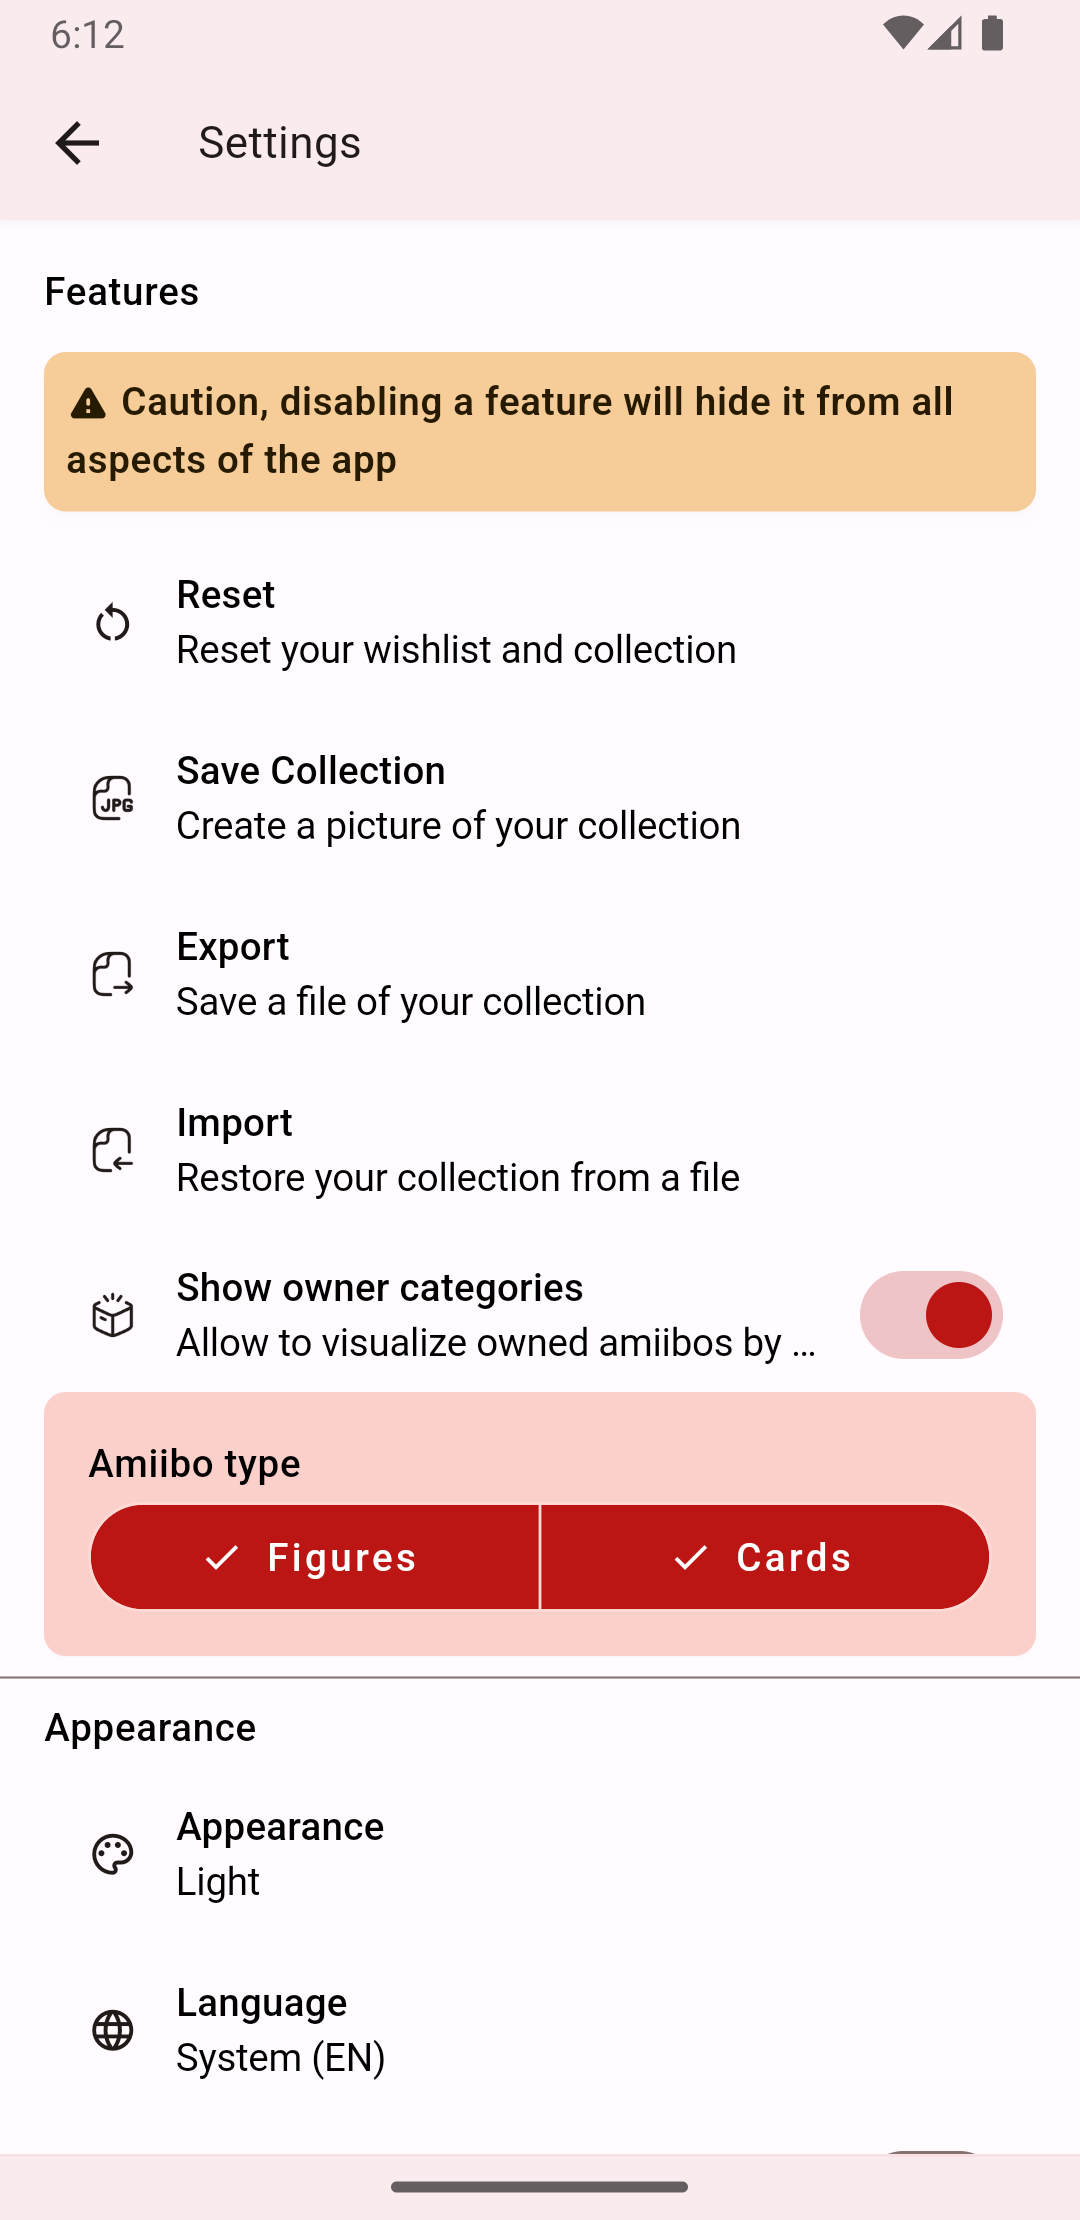 6:12
Settings
Features
Caution, disabling a feature will hide it from all
aspects of the app
Reset
Reset your wishlist and collection
JPG
Save Collection
Create a picture of your collection
Export
Save a file of your collection
Import
Restore your collection from a file
Show owner categories
Allow to visualize owned amiibos by ...
Amiibo type
Figures
Cards
Appearance
Appearance
Light
Language
System (EN)